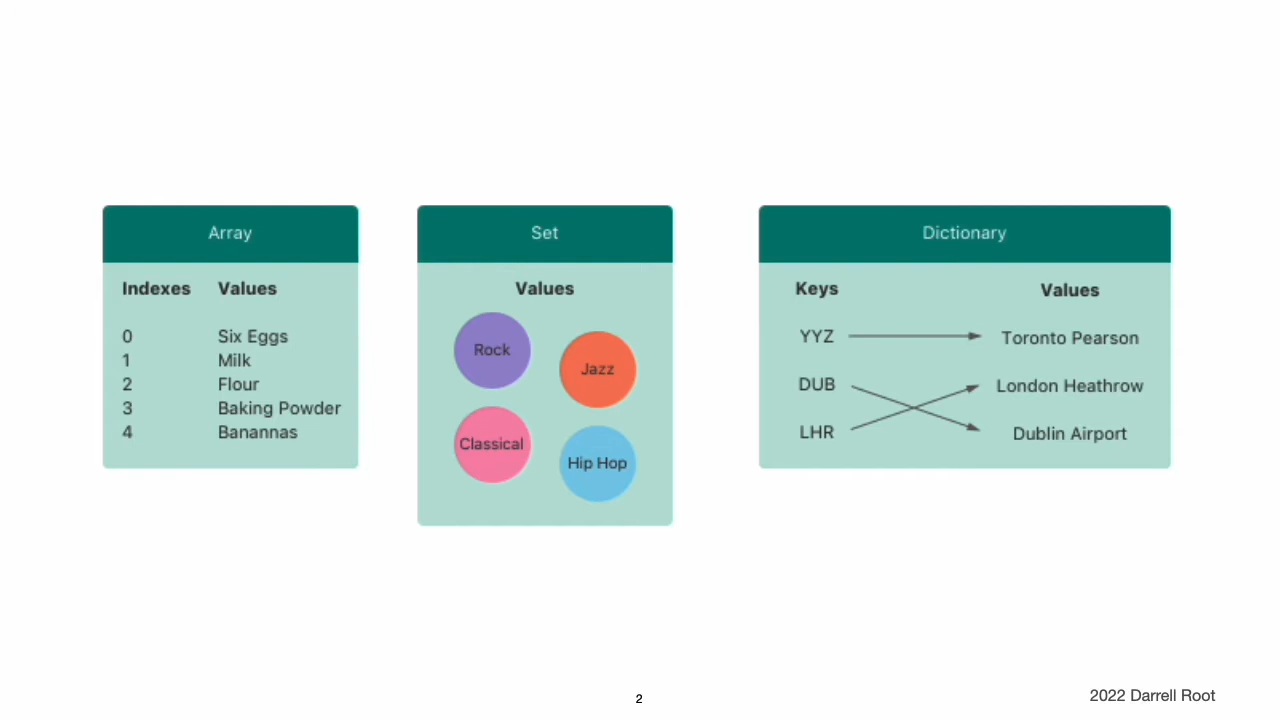 Array
Indexes Values
0 Six Eggs
1 Milk
2 Flour
3 Baking Powder
4 Banannas
Set
Values
Rock
Jazz
Classical
Hip Hop
Dictionary
Keys Values
YYZ Toronto Pearson
DUB London Heathrow
LHR Dublin Airport
2
2022 Darrell Root